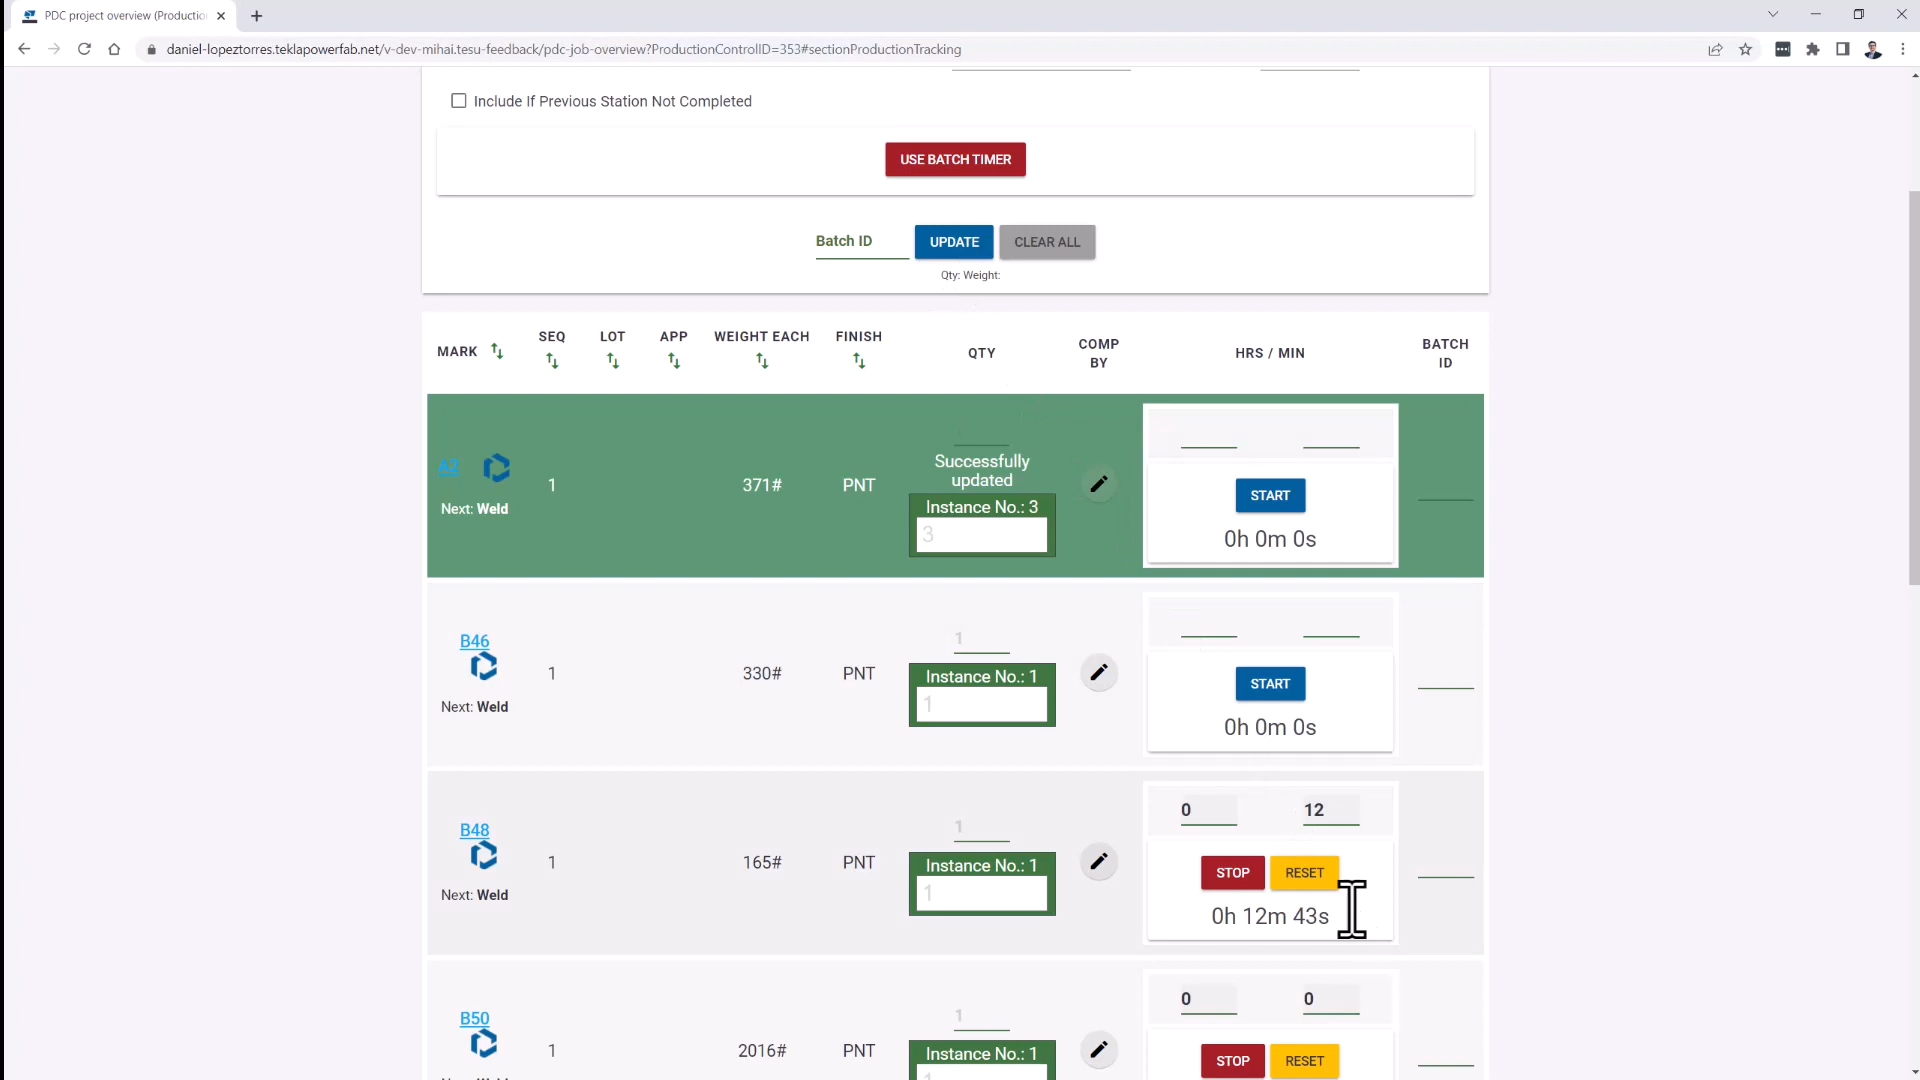 PDC project overview (Productio
daniel-lopeztorres.teklapowerfab.net/v-dev-mihai.tesu-feedback/pdc-job-overview?ProductionControlID=353#sectionProductionTracking
Include If Previous Station Not Completed
USE BATCH TIMER
Batch ID UPDATE CLEAR ALL
Qty: Weight:
MARK SEQ LOT APP WEIGHT EACH FINISH QTY COMP BY HRS / MIN BATCH ID
A2 1 371# PNT
Next: Weld
Successfully
updated
Instance No.: 3
3
START
0h 0m 0s
B46 1 330# PNT
Next: Weld
1
Instance No.: 1
1
START
0h 0m 0s
B48 1 165# PNT
Next: Weld
1
Instance No.: 1
1
0 12
STOP RESET
0h 12m 43s
B50 1 2016# PNT
1
Instance No.: 1
0 0
STOP RESET